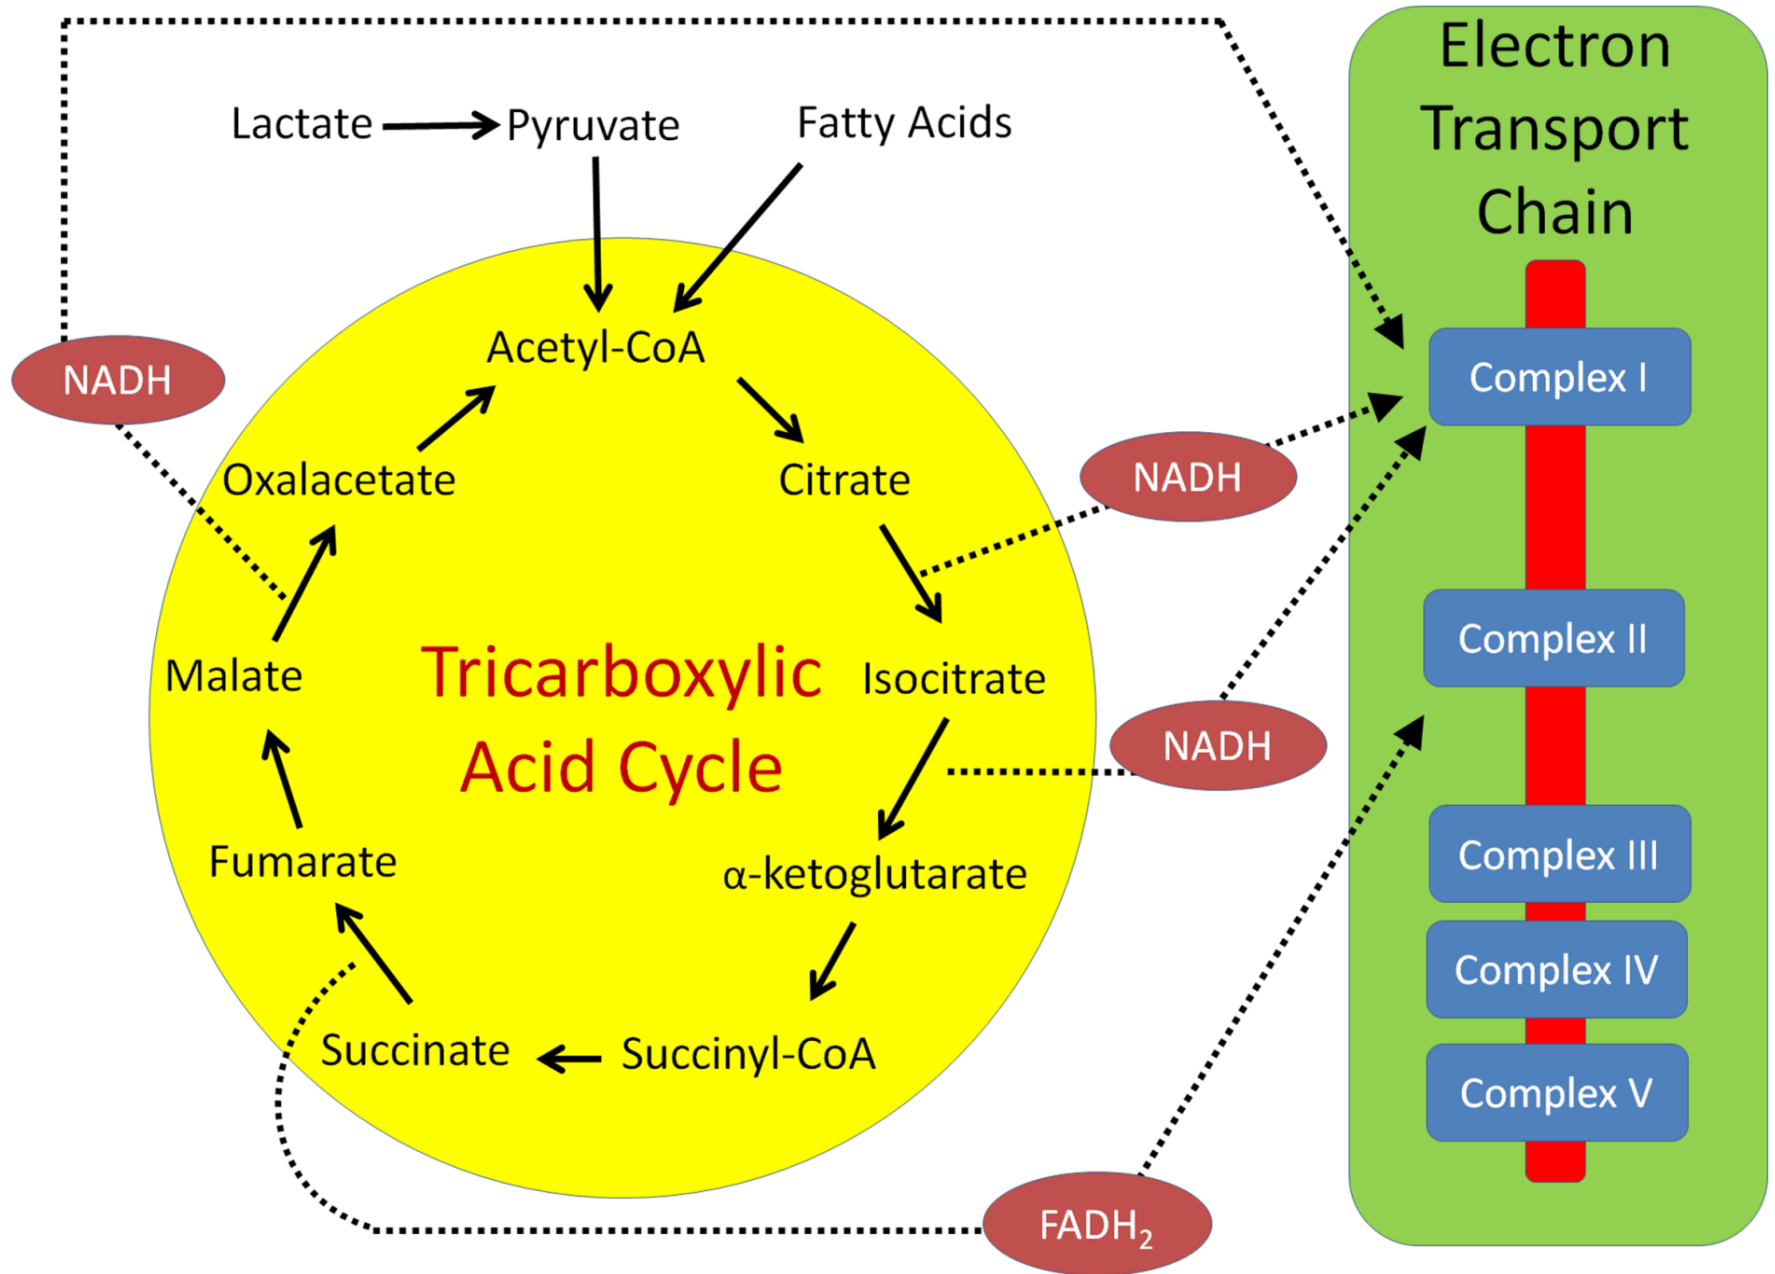 Electron
Transport
Chain
Lactate
Pyruvate
Fatty Acids
Acetyl-CoA
NADH
Complex I
Oxalacetate
Citrate
NADH
Complex II
Malate
Tricarboxylic
Acid Cycle
Isocitrate
NADH
Fumarate
α-ketoglutarate
Complex III
Complex IV
Succinate
Succinyl-CoA
Complex V
FADH₂